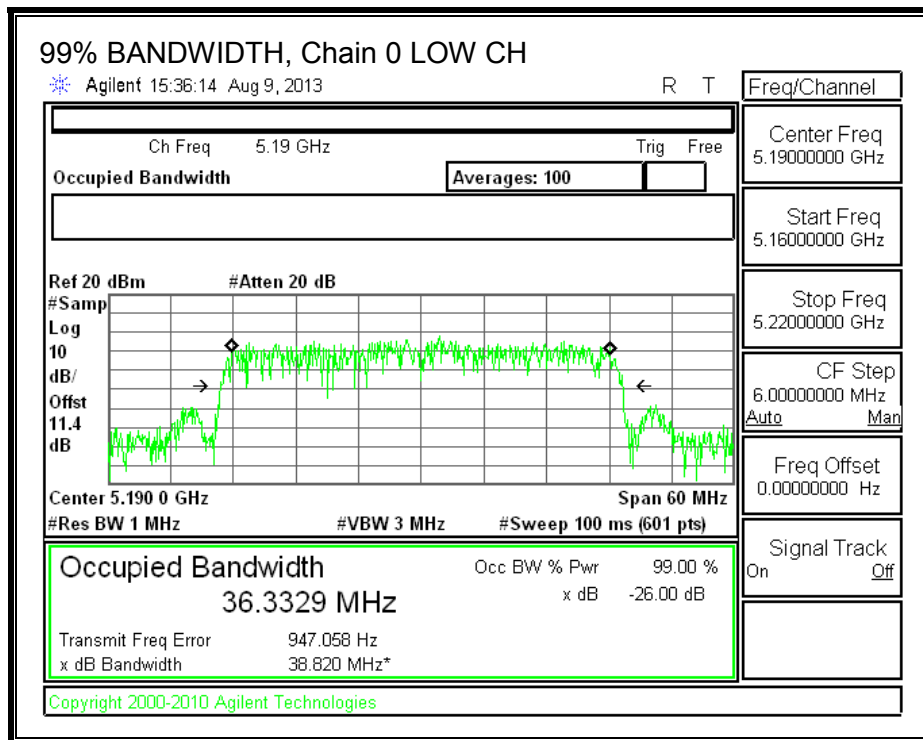 99% BANDWIDTH, Chain 0 LOW CH
Agilent 15:36:14 Aug 9, 2013 R T
Freq/Channel
Ch Freq 5.19 GHz Trig Free
Occupied Bandwidth Averages: 100
Center Freq
5.19000000 GHz
Start Freq
5.16000000 GHz
Stop Freq
5.22000000 GHz
CF Step
6.00000000 MHz
Auto Man
Freq Offset
0.00000000 Hz
Signal Track
On Off
Ref 20 dBm #Atten 20 dB
#Samp
Log
10
dB/
Offst
11.4
dB
Center 5.190 0 GHz Span 60 MHz
#Res BW 1 MHz #VBW 3 MHz #Sweep 100 ms (601 pts)
Occupied Bandwidth
36.3329 MHz
Occ BW % Pwr 99.00 %
x dB -26.00 dB
Transmit Freq Error 947.058 Hz
x dB Bandwidth 38.820 MHz*
Copyright 2000-2010 Agilent Technologies